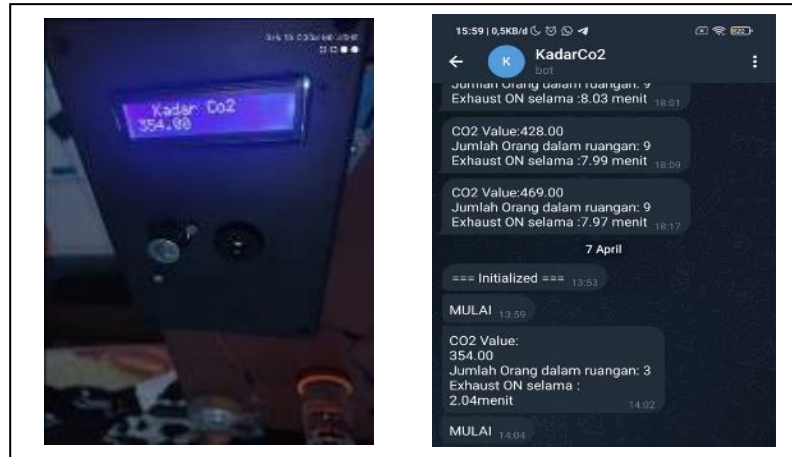 Kadar Co2
354.00
15:59 | 0,5KB/d
K
KadarCo2
bot
Jumlah Orang dalam ruangan: 9
Exhaust ON selama :8.03 menit 18:01
CO2 Value:428.00
Jumlah Orang dalam ruangan: 9
Exhaust ON selama :7.99 menit 18:09
CO2 Value:469.00
Jumlah Orang dalam ruangan: 9
Exhaust ON selama :7.97 menit 18:17
7 April
=== Initialized === 13:53
MULAI 13:59
CO2 Value:
354.00
Jumlah Orang dalam ruangan: 3
Exhaust ON selama :
2.04menit 14:02
MULAI 14:04